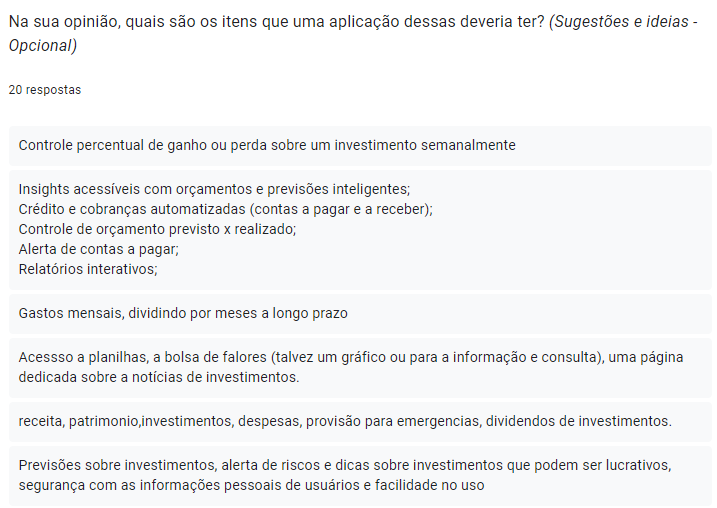 Na sua opinião, quais são os itens que uma aplicação dessas deveria ter? (Sugestões e ideias -
Opcional)
20 respostas
Controle percentual de ganho ou perda sobre um investimento semanalmente
Insights acessíveis com orçamentos e previsões inteligentes;
Crédito e cobranças automatizadas (contas a pagar e a receber);
Controle de orçamento previsto x realizado;
Alerta de contas a pagar;
Relatórios interativos;
Gastos mensais, dividindo por meses a longo prazo
Acessso a planilhas, a bolsa de falores (talvez um gráfico ou para a informação e consulta), uma página
dedicada sobre a notícias de investimentos.
receita, patrimonio,investimentos, despesas, provisão para emergencias, dividendos de investimentos.
Previsões sobre investimentos, alerta de riscos e dicas sobre investimentos que podem ser lucrativos,
segurança com as informações pessoais de usuários e facilidade no uso